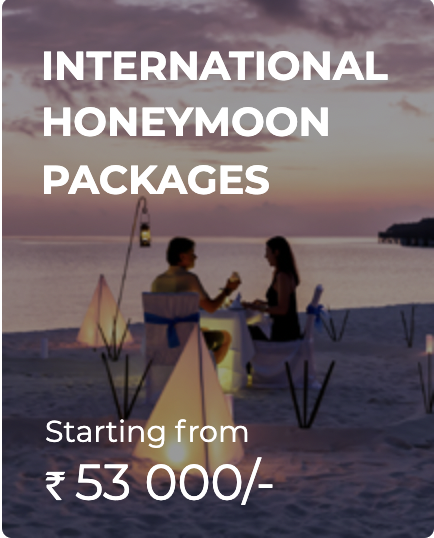 INTERNATIONAL
HONEYMOON
PACKAGES
Starting from
₹ 53 000/-